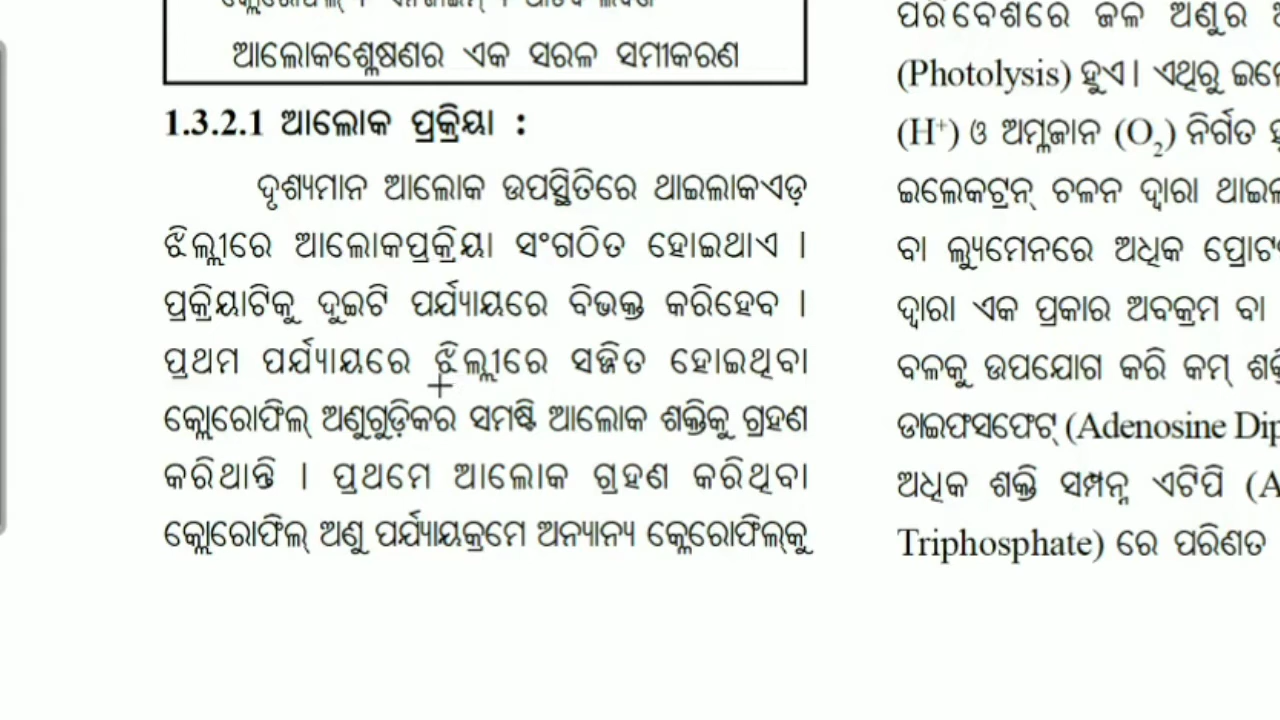 କ୍ଲୋରୋଫିଲ୍
ଆଲୋକଶ୍ଳେଷଣର ଏକ ସରଳ ସମୀକରଣ
1.3.2.1 ଆଲୋକ ପ୍ରକ୍ରିୟା :
ଦୃଶ୍ୟମାନ ଆଲୋକ ଉପସ୍ଥିତିରେ ଥାଇଲାକଏଡ଼
ଝିଲ୍ଲୀରେ ଆଲୋକପ୍ରକ୍ରିୟା ସଂଗଠିତ ହୋଇଥାଏ ।
ପ୍ରକ୍ରିୟାଟିକୁ ଦୁଇଟି ପର୍ଯ୍ୟାୟରେ ବିଭକ୍ତ କରିହେବ ।
ପ୍ରଥମ ପର୍ଯ୍ୟାୟରେ ଝିଲ୍ଲୀରେ ସଜ୍ଜିତ ହୋଇଥିବା
କ୍ଲୋରୋଫିଲ୍ ଅଣୁଗୁଡ଼ିକର ସମଷ୍ଟି ଆଲୋକ ଶକ୍ତିକୁ ଗ୍ରହଣ
କରିଥାନ୍ତି । ପ୍ରଥମେ ଆଲୋକ ଗ୍ରହଣ କରିଥିବା
କ୍ଲୋରୋଫିଲ୍ ଅଣୁ ପର୍ଯ୍ୟାୟକ୍ରମେ ଅନ୍ୟାନ୍ୟ କ୍ଲେରୋଫିଲ୍‌କୁ
ପରିବେଶରେ ଜଳ ଅଣୁର
(Photolysis) ହୁଏ । ଏଥିରୁ
(H⁺) ଓ ଅମ୍ଳଜାନ (O₂) ନିର୍ଗତ
ଇଲେକଟ୍ରନ୍ ଚଳନ ଦ୍ୱାରା
ବା ଲ୍ୟୁମେନରେ ଅଧିକ
ଦ୍ୱାରା ଏକ ପ୍ରକାର ଅବକ୍ରମ ବା
ବଳକୁ ଉପଯୋଗ କରି କମ୍
ଡାଇଫସଫେଟ୍ (Adenosine
ଅଧିକ ଶକ୍ତି ସମ୍ପନ୍ନ ଏଟିପି
Triphosphate) ରେ ପରିଣତ